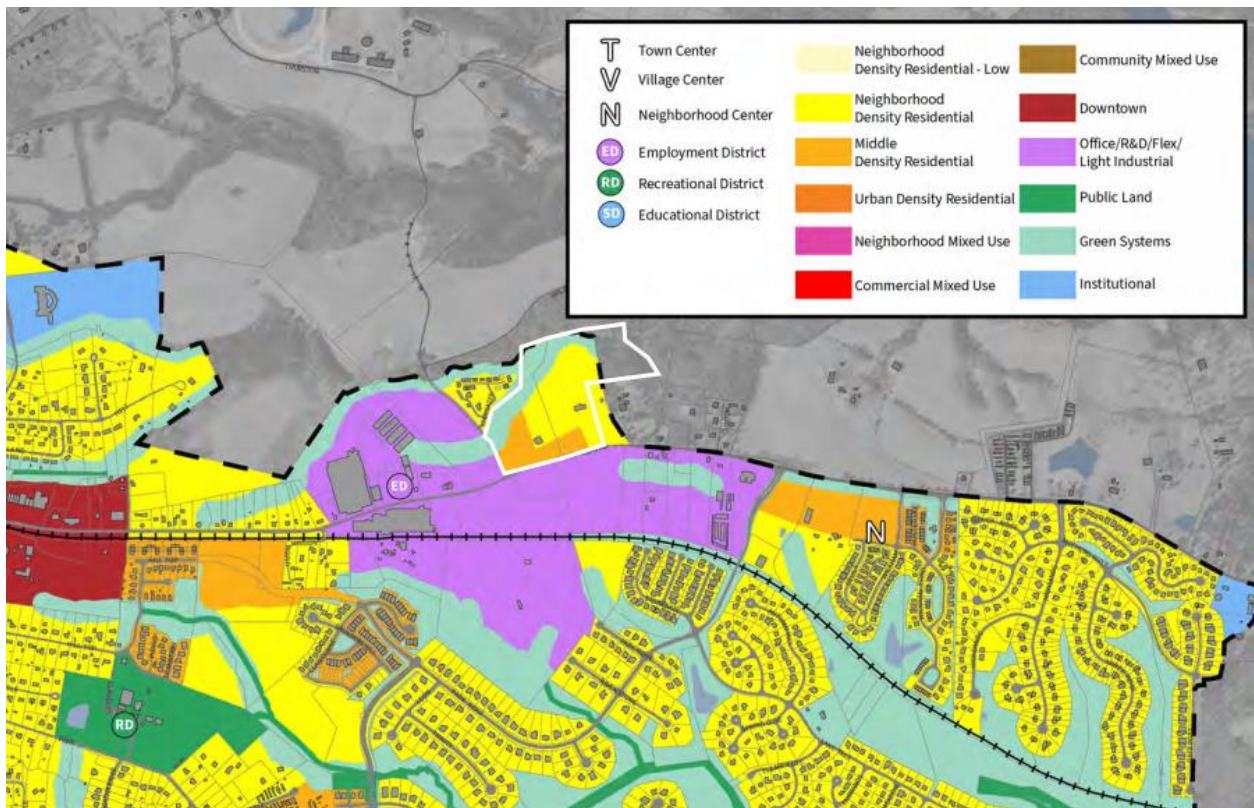 T Town Center
V Village Center
N Neighborhood Center
ED Employment District
RD Recreational District
SD Educational District
Neighborhood
Density Residential - Low
Neighborhood
Density Residential
Middle
Density Residential
Urban Density Residential
Neighborhood Mixed Use
Commercial Mixed Use
Community Mixed Use
Downtown
Office/R&D/Flex/
Light Industrial
Public Land
Green Systems
Institutional
ED
N
RD